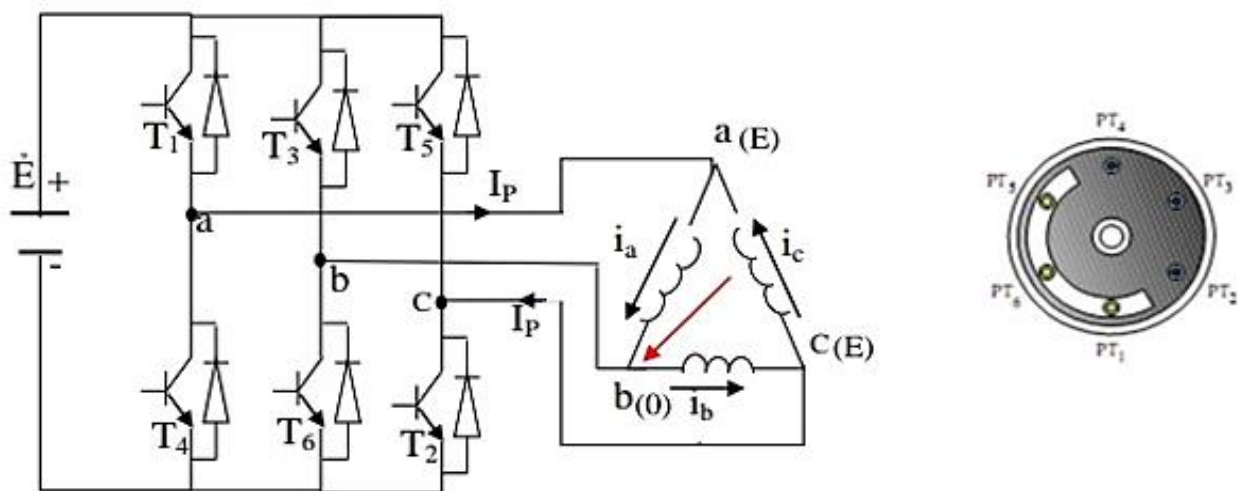 T1
T3
T5
E +
-
a
b
C
IP
IP
T4
T6
T2
a (E)
ia
ic
C (E)
b(0)
ib
PT4
PT5
PT3
PT6
PT2
PT1